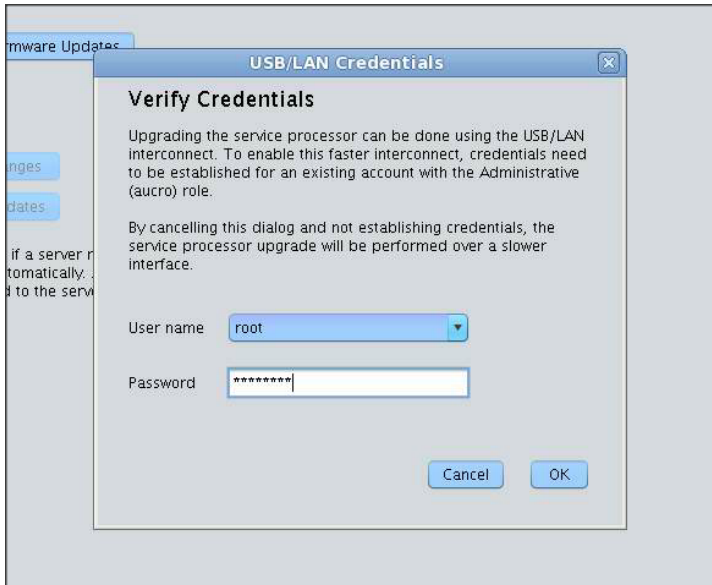 rmware Updates
USB/LAN Credentials
Verify Credentials
Upgrading the service processor can be done using the USB/LAN
interconnect. To enable this faster interconnect, credentials need
to be established for an existing account with the Administrative
(aucro) role.
anges
dates
By cancelling this dialog and not establishing credentials, the
service processor upgrade will be performed over a slower
interface.
if a server r
tomatically.
d to the serv
User name
root
Password
********
Cancel
OK